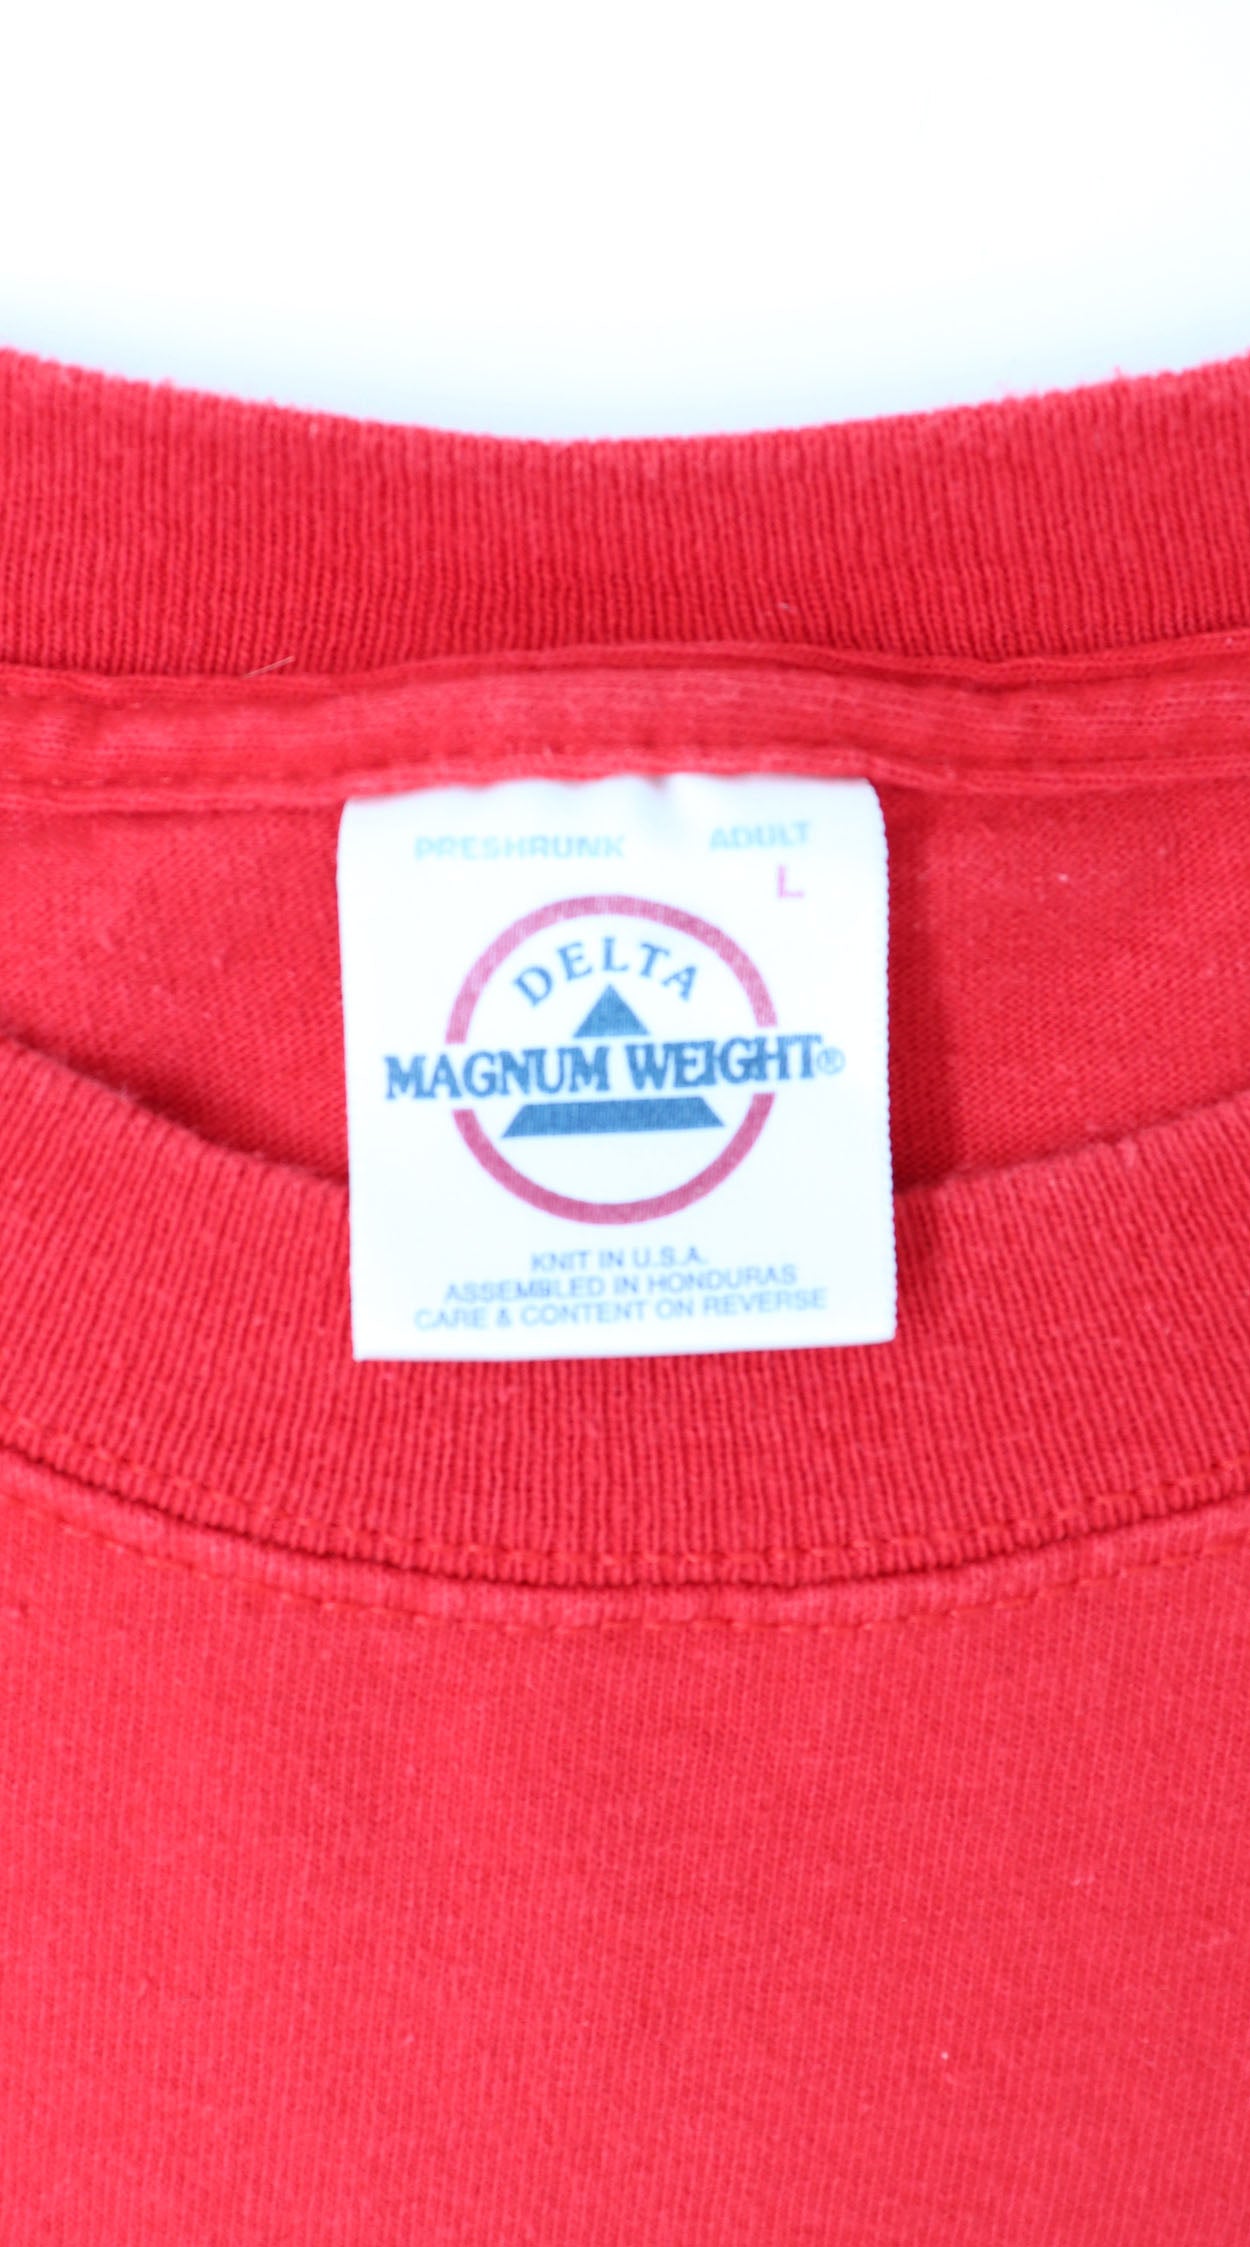 PRESHRUNK ADULT
L
DELTA
MAGNUM WEIGHT®
KNIT IN U.S.A.
ASSEMBLED IN HONDURAS
CARE & CONTENT ON REVERSE